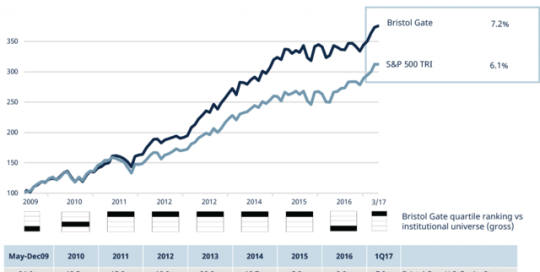 Bristol Gate 7.2%
350
S&P 500 TRI 6.1%
300
250
200
150
100
2009 2010 2011 2012 2012 2013 2014 2015 2016 3/17
Bristol Gate quartile ranking vs
institutional universe (gross)
May-Dec09 2010 2011 2012 2013 2014 2015 2016 1Q17